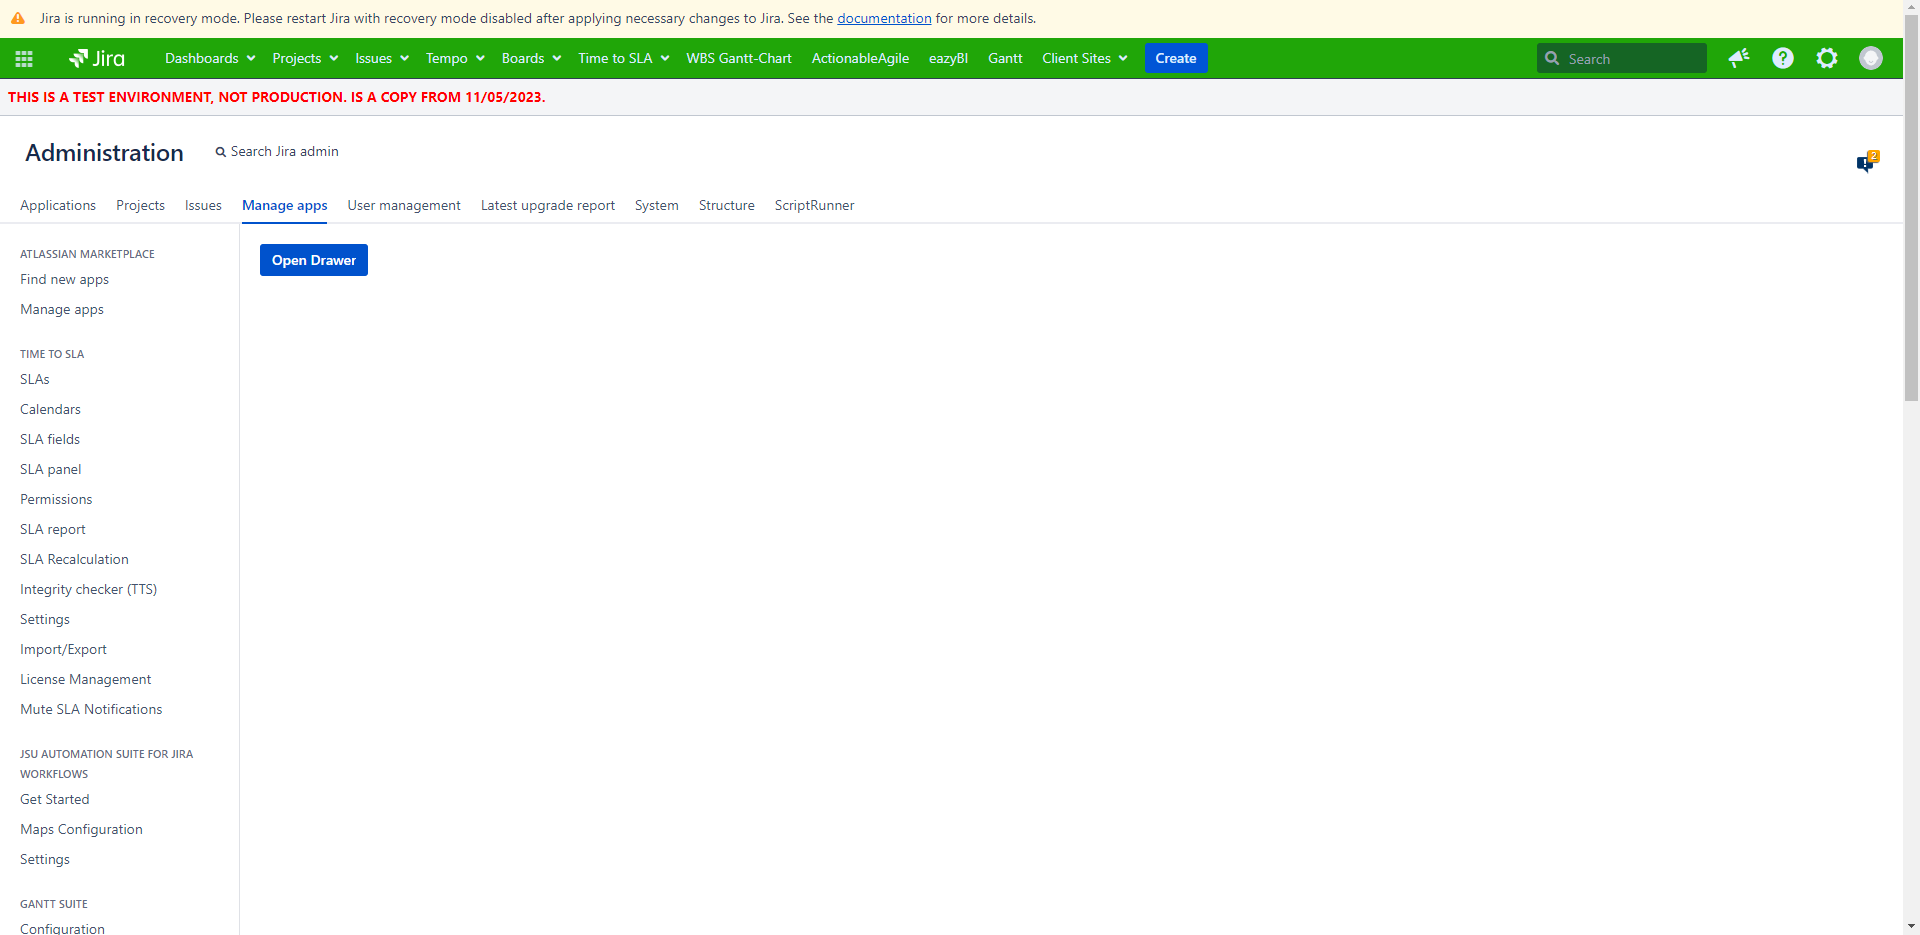 Jira is running in recovery mode. Please restart Jira with recovery mode disabled after applying necessary changes to Jira. See the documentation for more details.
Jira Dashboards Projects Issues Tempo Boards Time to SLA WBS Gantt-Chart ActionableAgile eazyBI Gantt Client Sites Create Search
THIS IS A TEST ENVIRONMENT, NOT PRODUCTION. IS A COPY FROM 11/05/2023.
Administration Search Jira admin
2
Applications Projects Issues Manage apps User management Latest upgrade report System Structure ScriptRunner
ATLASSIAN MARKETPLACE
Find new apps
Manage apps
TIME TO SLA
SLAs
Calendars
SLA fields
SLA panel
Permissions
SLA report
SLA Recalculation
Integrity checker (TTS)
Settings
Import/Export
License Management
Mute SLA Notifications
JSU AUTOMATION SUITE FOR JIRA
WORKFLOWS
Get Started
Maps Configuration
Settings
GANTT SUITE
Configuration
Open Drawer